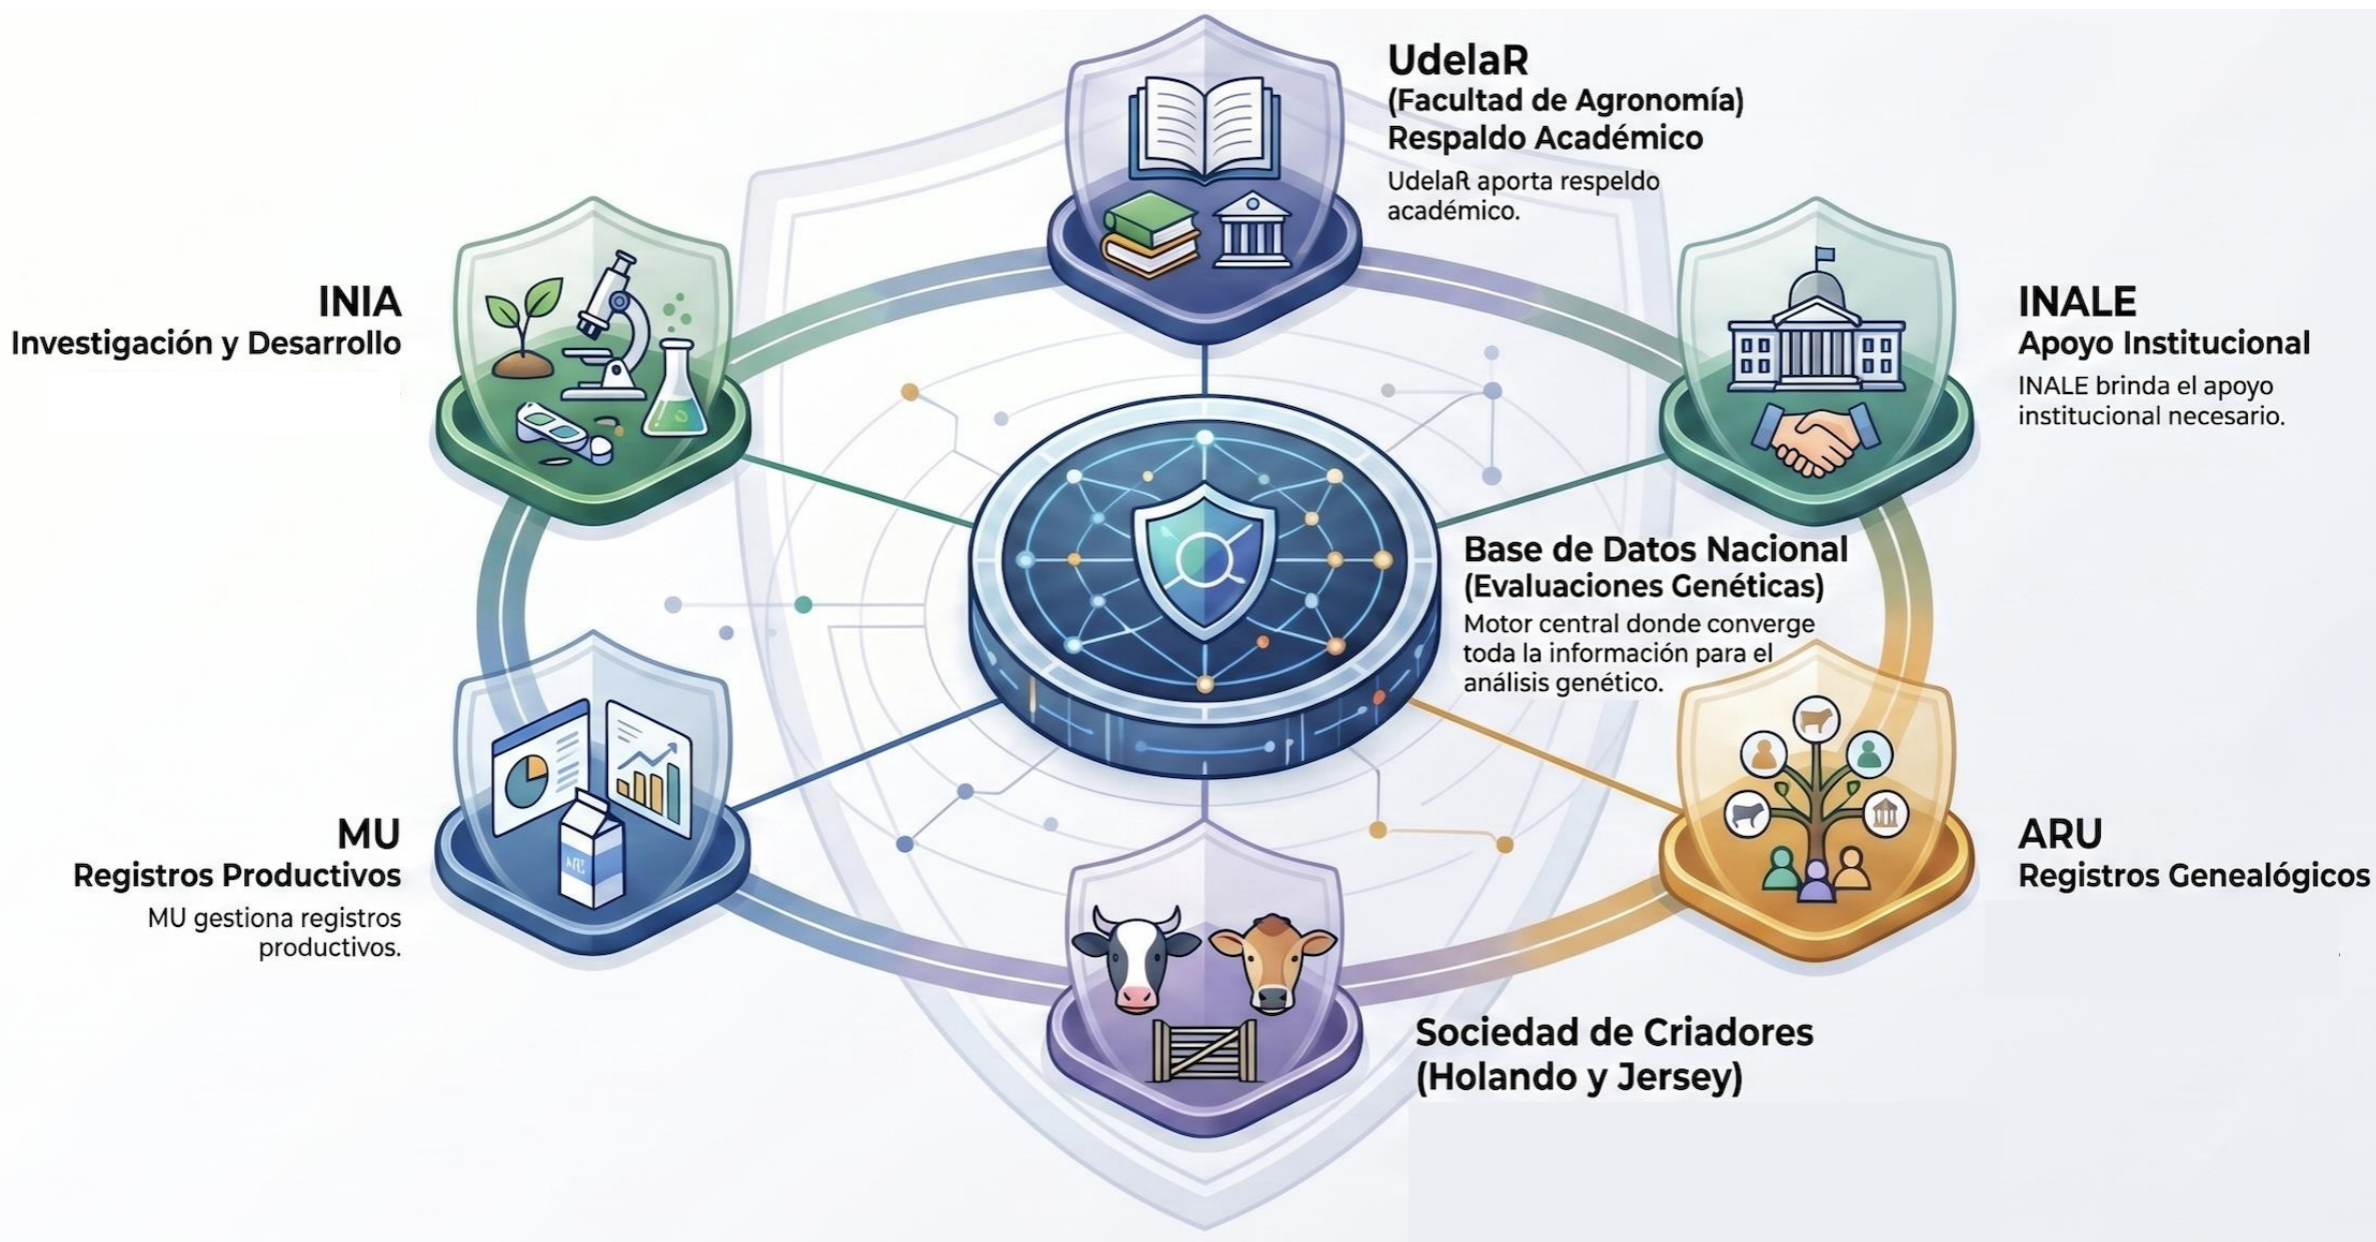 UdelaR
(Facultad de Agronomía)
Respaldo Académico
UdelaR aporta respeldo
académico.
INIA
Investigación y Desarrollo
INALE
Apoyo Institucional
INALE brinda el apoyo
institucional necesario.
Base de Datos Nacional
(Evaluaciones Genéticas)
Motor central donde converge
toda la información para el
análisis genético.
MU
Registros Productivos
MU gestiona registros
productivos.
ARU
Registros Genealógicos
Sociedad de Criadores
(Holando y Jersey)